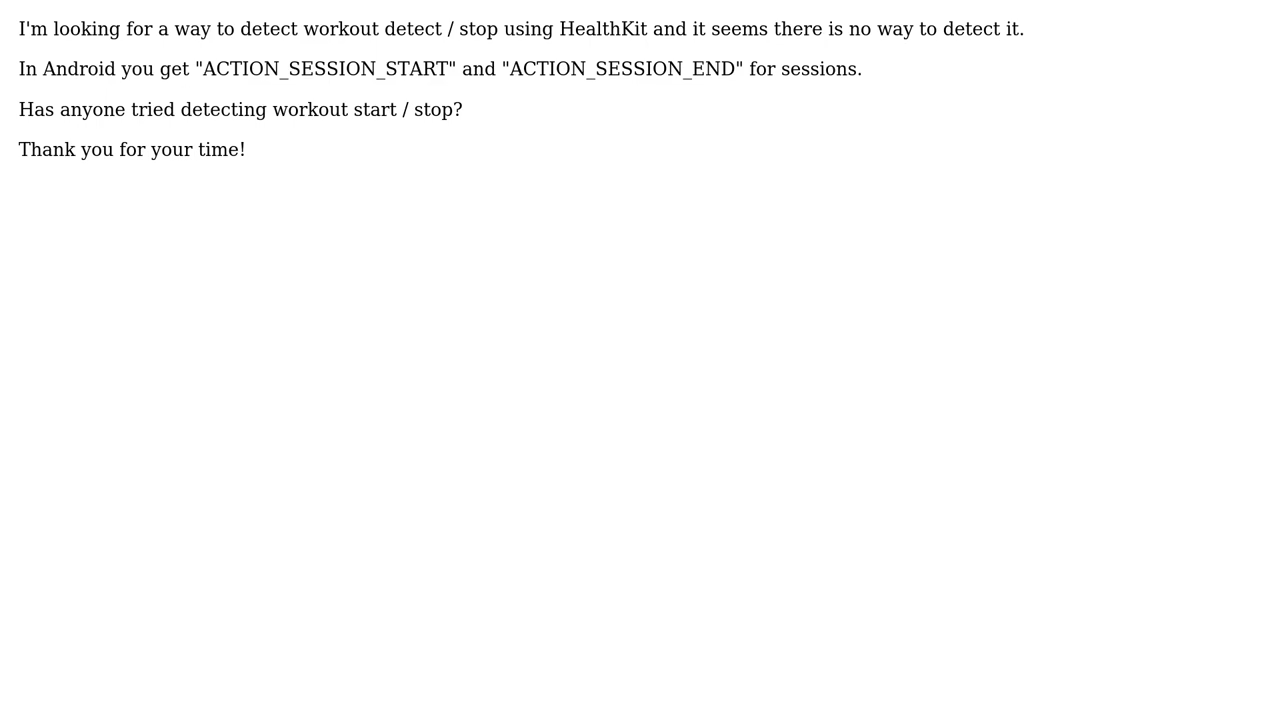 I'm looking for a way to detect workout detect / stop using HealthKit and it seems there is no way to detect it.
In Android you get "ACTION_SESSION_START" and "ACTION_SESSION_END" for sessions.
Has anyone tried detecting workout start / stop?
Thank you for your time!